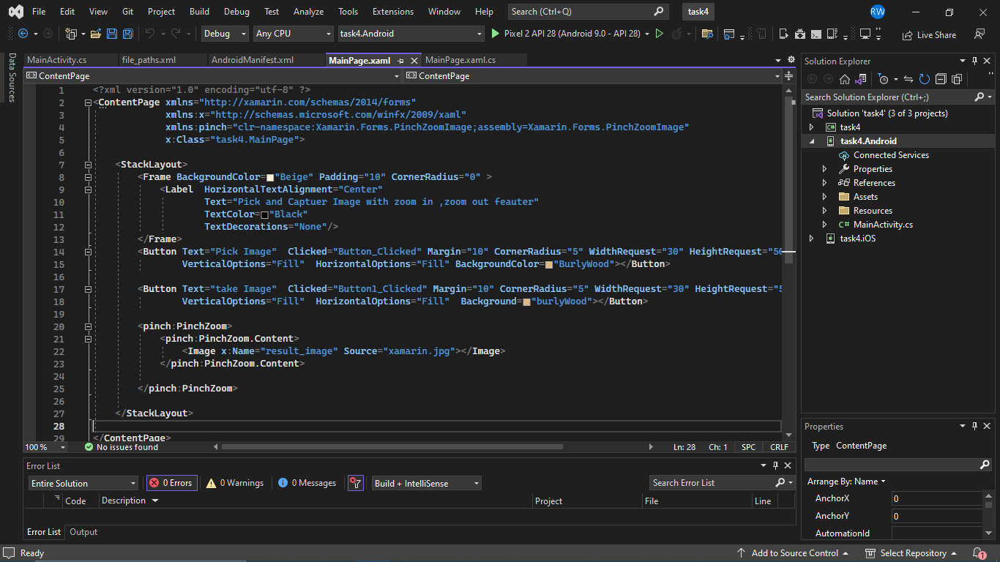 File Edit View Git Project Build Debug Test Analyze Tools Extensions Window Help Search (Ctrl+Q) task4 RW
Debug Any CPU task4.Android Pixel 2 API 28 (Android 9.0 - API 28) Live Share
Data Sources
MainActivity.cs file_paths.xml AndroidManifest.xml MainPage.xaml MainPage.xaml.cs
ContentPage ContentPage
1 <?xml version="1.0" encoding="utf-8" ?>
2 <ContentPage xmlns="http://xamarin.com/schemas/2014/forms"
3 xmlns:x="http://schemas.microsoft.com/winfx/2009/xaml"
4 xmlns:pinch="clr-namespace:Xamarin.Forms.PinchZoomImage;assembly=Xamarin.Forms.PinchZoomImage"
5 x:Class="task4.MainPage">
6
7 <StackLayout>
8 <Frame BackgroundColor="Beige" Padding="10" CornerRadius="0" >
9 <Label HorizontalTextAlignment="Center"
10 Text="Pick and Captuer Image with zoom in ,zoom out feauter"
11 TextColor="Black"
12 TextDecorations="None"/>
13 </Frame>
14 <Button Text="Pick Image" Clicked="Button_Clicked" Margin="10" CornerRadius="5" WidthRequest="30" HeightRequest="50
15 VerticalOptions="Fill" HorizontalOptions="Fill" BackgroundColor="BurlyWood"></Button>
16
17 <Button Text="take Image" Clicked="Button1_Clicked" Margin="10" CornerRadius="5" WidthRequest="30" HeightRequest="5
18 VerticalOptions="Fill" HorizontalOptions="Fill" Background="burlyWood"></Button>
19
20 <pinch:PinchZoom>
21 <pinch:PinchZoom.Content>
22 <Image x:Name="result_image" Source="xamarin.jpg"></Image>
23 </pinch:PinchZoom.Content>
24
25 </pinch:PinchZoom>
26
27 </StackLayout>
28
29 </ContentPage>
100 % No issues found Ln: 28 Ch: 1 SPC CRLF
Error List
Entire Solution 0 Errors 0 Warnings 0 Messages Build + IntelliSense Search Error List
Code Description Project File Line
Error List Output
Solution Explorer
Search Solution Explorer (Ctrl+;)
Solution 'task4' (3 of 3 projects)
C# task4
task4.Android
Connected Services
Properties
References
Assets
Resources
C# MainActivity.cs
task4.iOS
Properties
Type ContentPage
Arrange By: Name
AnchorX 0
AnchorY 0
AutomationId
Ready Add to Source Control Select Repository 1